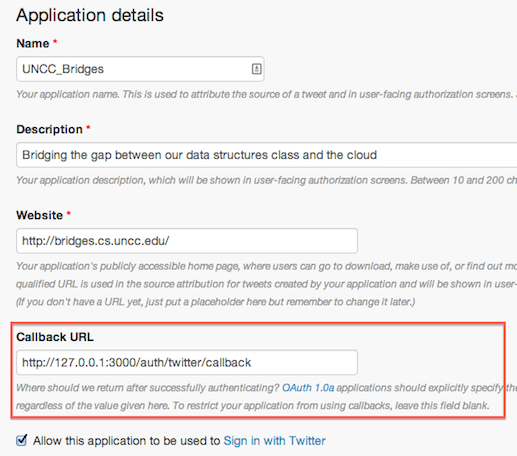 Application details
Name *
UNCC_Bridges
Your application name. This is used to attribute the source of a tweet and in user-facing authorization screens.
Description *
Bridging the gap between our data structures class and the cloud
Your application description, which will be shown in user-facing authorization screens. Between 10 and 200 ch
Website *
http://bridges.cs.uncc.edu/
Your application's publicly accessible home page, where users can go to download, make use of, or find out mo
qualified URL is used in the source attribution for tweets created by your application and will be shown in user-
(If you don't have a URL yet, just put a placeholder here but remember to change it later.)
Callback URL
http://127.0.0.1:3000/auth/twitter/callback
Where should we return after successfully authenticating? OAuth 1.0a applications should explicitly specify the
regardless of the value given here. To restrict your application from using callbacks, leave this field blank.
Allow this application to be used to Sign in with Twitter